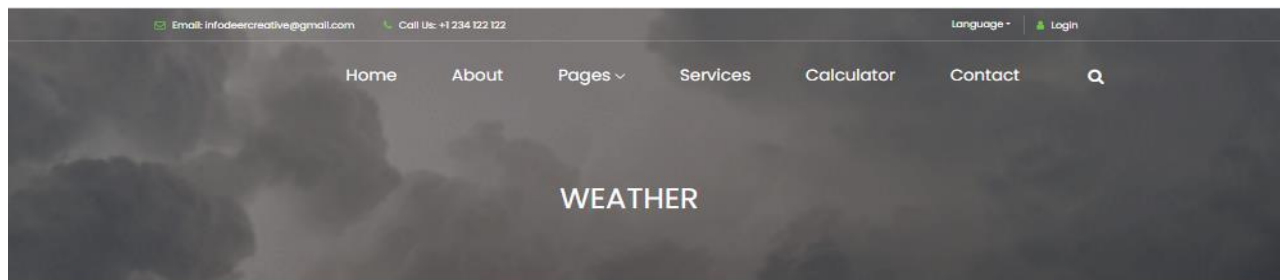 Email: infodeercreative@gmail.com Call Us: +1 234 122 122 Language Login
Home About Pages Services Calculator Contact
WEATHER